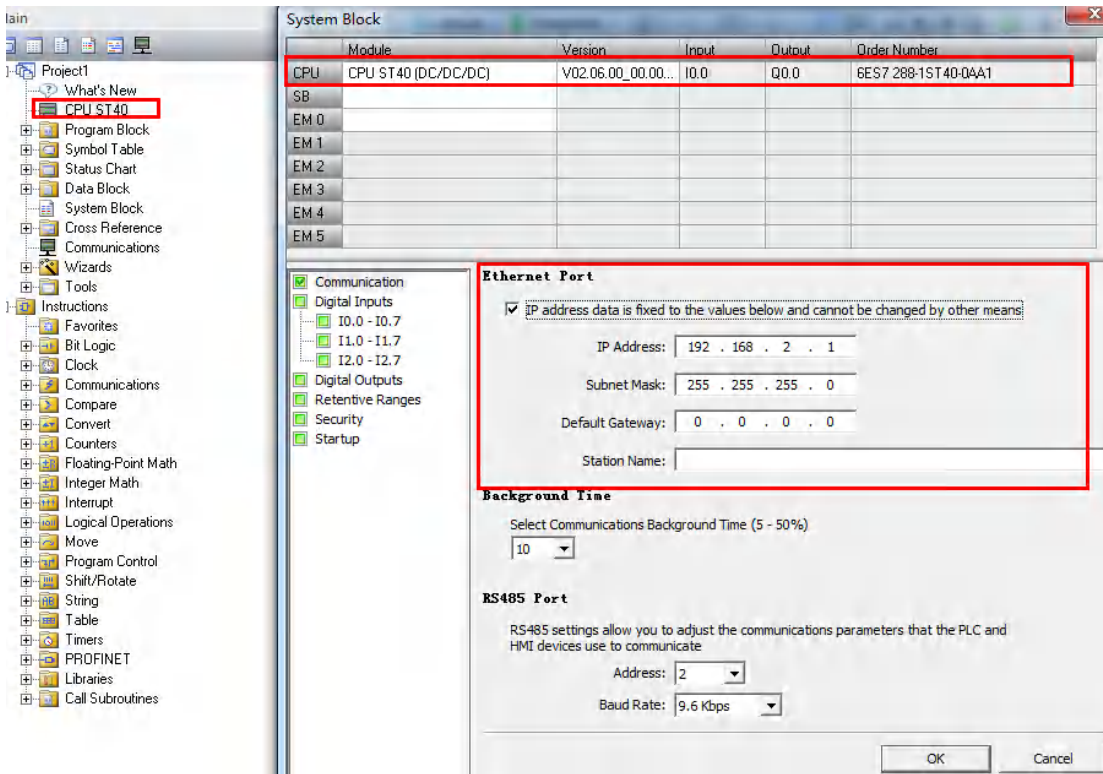 System Block
Module Version Input Output Order Number
CPU CPU ST40 (DC/DC/DC) V02.06.00_00.00... I0.0 Q0.0 6ES7 288-1ST40-0AA1
SB
EM 0
EM 1
EM 2
EM 3
EM 4
EM 5
Project1
What's New
CPU ST40
Program Block
Symbol Table
Status Chart
Data Block
System Block
Cross Reference
Communications
Wizards
Tools
Instructions
Favorites
Bit Logic
Clock
Communications
Compare
Convert
Counters
Floating-Point Math
Integer Math
Interrupt
Logical Operations
Move
Program Control
Shift/Rotate
String
Table
Timers
PROFINET
Libraries
Call Subroutines
Communication
Digital Inputs
I0.0 - I0.7
I1.0 - I1.7
I2.0 - I2.7
Digital Outputs
Retentive Ranges
Security
Startup
Ethernet Port
IP address data is fixed to the values below and cannot be changed by other means
IP Address: 192 . 168 . 2 . 1
Subnet Mask: 255 . 255 . 255 . 0
Default Gateway: 0 . 0 . 0 . 0
Station Name:
Background Time
Select Communications Background Time (5 - 50%)
10
RS485 Port
RS485 settings allow you to adjust the communications parameters that the PLC and
HMI devices use to communicate
Address: 2
Baud Rate: 9.6 Kbps
OK Cancel